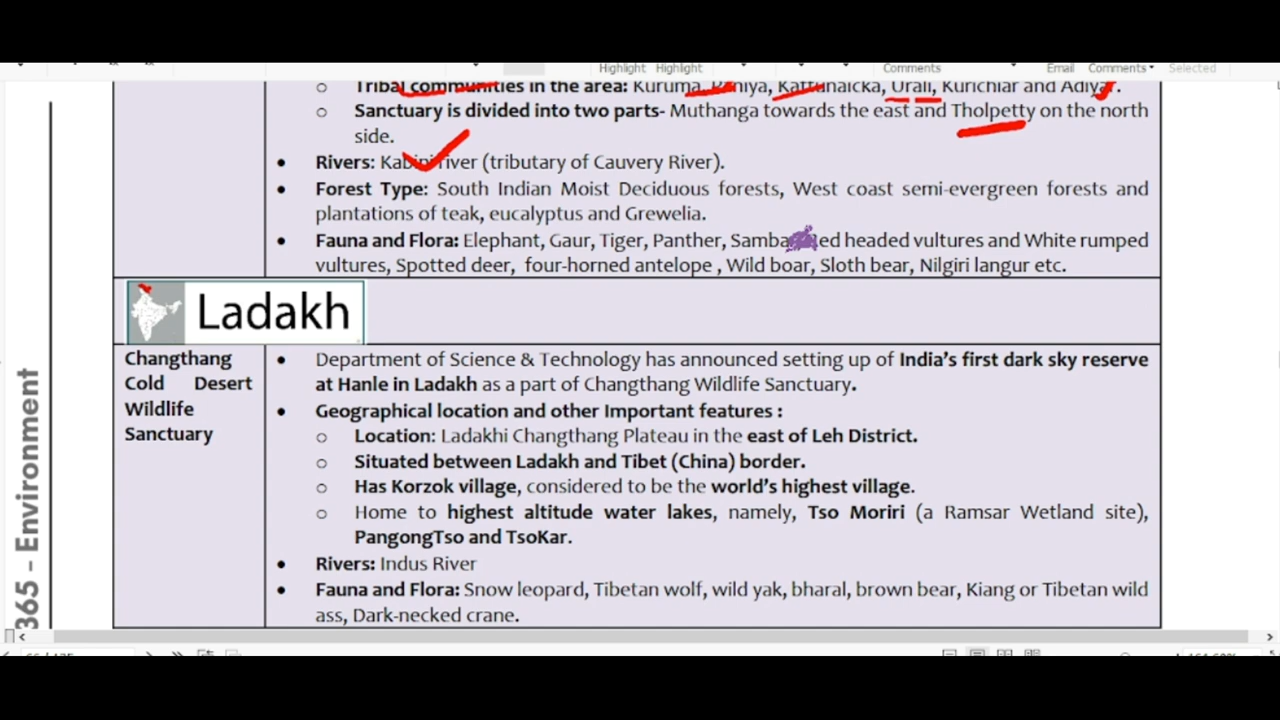 Highlight Highlight Comments Email Comments Selected
o Tribal communities in the area: Kuruma, Paniya, Kattunaicka, Urali, Kurichiar and Adiyar.
o Sanctuary is divided into two parts- Muthanga towards the east and Tholpetty on the north
side.
• Rivers: Kabini river (tributary of Cauvery River).
• Forest Type: South Indian Moist Deciduous forests, West coast semi-evergreen forests and
plantations of teak, eucalyptus and Grewelia.
• Fauna and Flora: Elephant, Gaur, Tiger, Panther, headed vultures and White rumped
vultures, Spotted deer, four-horned antelope , Wild boar, Sloth bear, Nilgiri langur etc.
Ladakh
Changthang
Cold Desert
Wildlife
Sanctuary
• Department of Science & Technology has announced setting up of India's first dark sky reserve
at Hanle in Ladakh as a part of Changthang Wildlife Sanctuary.
• Geographical location and other Important features :
o Location: Ladakhi Changthang Plateau in the east of Leh District.
o Situated between Ladakh and Tibet (China) border.
o Has Korzok village, considered to be the world's highest village.
o Home to highest altitude water lakes, namely, Tso Moriri (a Ramsar Wetland site),
PangongTso and TsoKar.
• Rivers: Indus River
• Fauna and Flora: Snow leopard, Tibetan wolf, wild yak, bharal, brown bear, Kiang or Tibetan wild
ass, Dark-necked crane.
365 - Environment